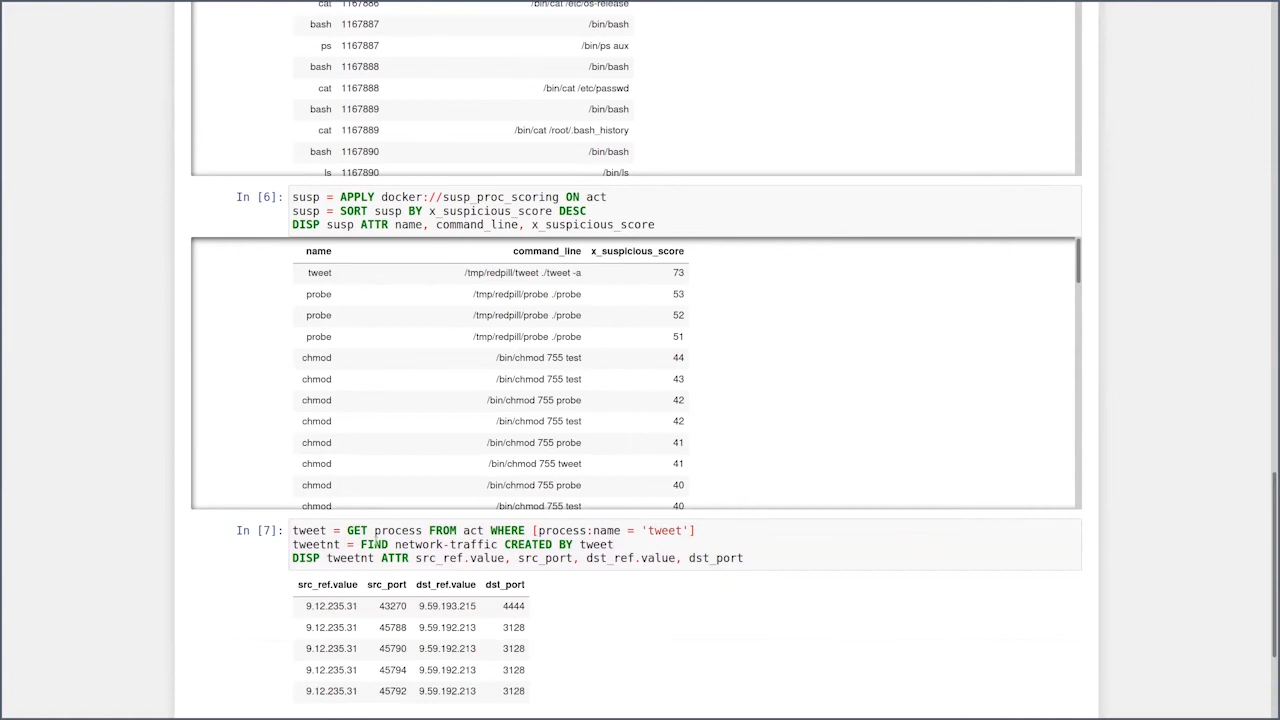 cat 1167886 /bin/cat /etc/os-release
bash 1167887 /bin/bash
ps 1167887 /bin/ps aux
bash 1167888 /bin/bash
cat 1167888 /bin/cat /etc/passwd
bash 1167889 /bin/bash
cat 1167889 /bin/cat /root/.bash_history
bash 1167890 /bin/bash
ls 1167890 /bin/ls
In [6]: susp = APPLY docker://susp_proc_scoring ON act
susp = SORT susp BY x_suspicious_score DESC
DISP susp ATTR name, command_line, x_suspicious_score
name command_line x_suspicious_score
tweet /tmp/redpill/tweet ./tweet -a 73
probe /tmp/redpill/probe ./probe 53
probe /tmp/redpill/probe ./probe 52
probe /tmp/redpill/probe ./probe 51
chmod /bin/chmod 755 test 44
chmod /bin/chmod 755 test 43
chmod /bin/chmod 755 probe 42
chmod /bin/chmod 755 test 42
chmod /bin/chmod 755 probe 41
chmod /bin/chmod 755 tweet 41
chmod /bin/chmod 755 probe 40
chmod /bin/chmod 755 test 40
In [7]: tweet = GET process FROM act WHERE [process:name = 'tweet']
tweetnt = FIND network-traffic CREATED BY tweet
DISP tweetnt ATTR src_ref.value, src_port, dst_ref.value, dst_port
src_ref.value src_port dst_ref.value dst_port
9.12.235.31 43270 9.59.193.215 4444
9.12.235.31 45788 9.59.192.213 3128
9.12.235.31 45790 9.59.192.213 3128
9.12.235.31 45794 9.59.192.213 3128
9.12.235.31 45792 9.59.192.213 3128